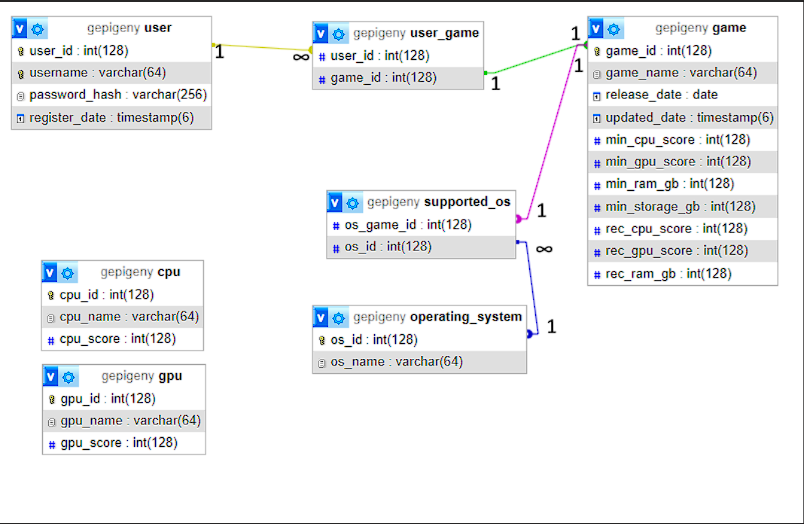 gepigeny user
user_id : int(128)
username : varchar(64)
password_hash : varchar(256)
register_date : timestamp(6)
1
∞
gepigeny user_game
user_id : int(128)
game_id : int(128)
1
1
1
gepigeny game
game_id : int(128)
game_name : varchar(64)
release_date : date
updated_date : timestamp(6)
min_cpu_score : int(128)
min_gpu_score : int(128)
min_ram_gb : int(128)
min_storage_gb : int(128)
rec_cpu_score : int(128)
rec_gpu_score : int(128)
rec_ram_gb : int(128)
gepigeny supported_os
os_game_id : int(128)
os_id : int(128)
1
∞
gepigeny cpu
cpu_id : int(128)
cpu_name : varchar(64)
cpu_score : int(128)
gepigeny operating_system
os_id : int(128)
os_name : varchar(64)
1
gepigeny gpu
gpu_id : int(128)
gpu_name : varchar(64)
gpu_score : int(128)